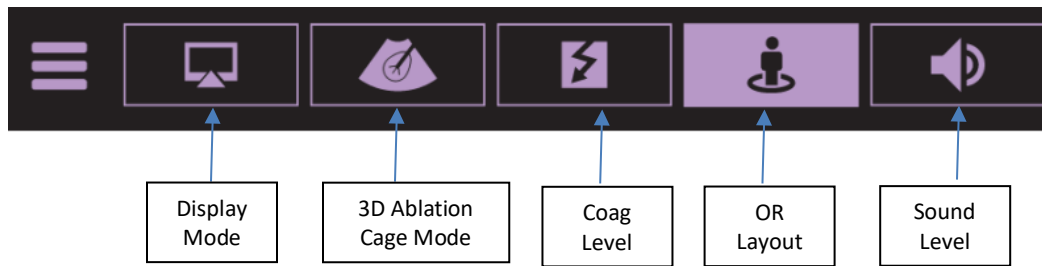 Display
Mode
3D Ablation
Cage Mode
Coag
Level
OR
Layout
Sound
Level